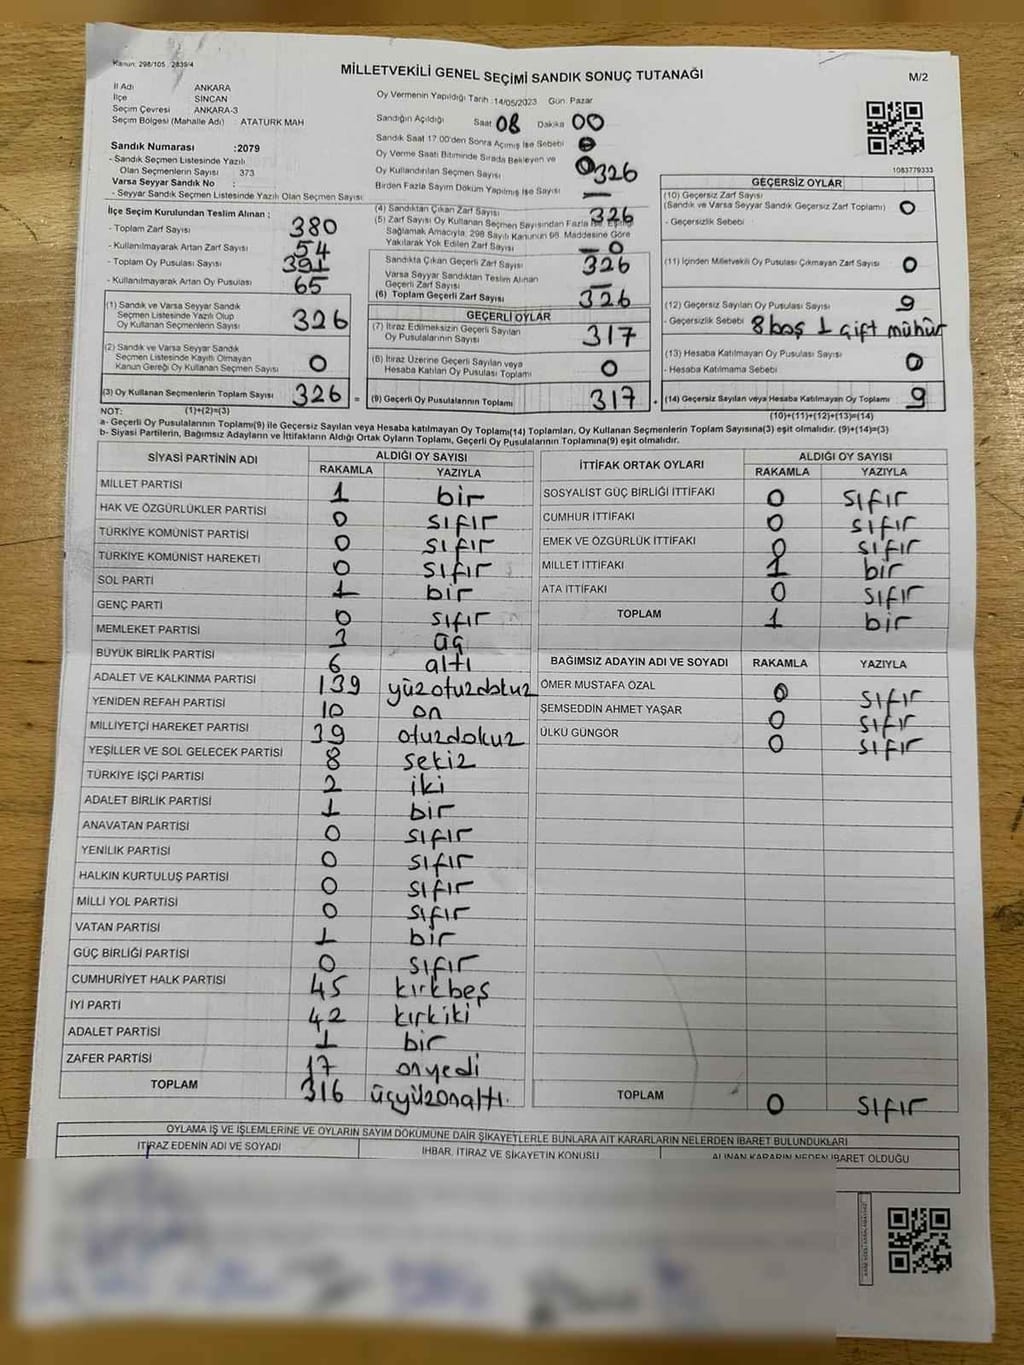 Kanun: 298/105 . 2839/4
MİLLETVEKİLİ GENEL SEÇİMİ SANDIK SONUÇ TUTANAĞI
M/2
İl Adı ANKARA
İlçe SİNCAN
Seçim Çevresi ANKARA-3
Seçim Bölgesi (Mahalle Adı) : ATATÜRK MAH
Oy Vermenin Yapıldığı Tarih :14/05/2023 Gün: Pazar
Sandığın Açıldığı Saat 08 Dakika 00
Sandık Saat 17.00'den Sonra Açılmış İse Sebebi
Oy Verme Saati Bitiminde Sırada Bekleyen ve
Oy Kullandırılan Seçmen Sayısı 326
Birden Fazla Sayım Döküm Yapılmış İse Sayısı —
1083779333
Sandık Numarası :2079
- Sandık Seçmen Listesinde Yazılı
Olan Seçmenlerin Sayısı 373
Varsa Seyyar Sandık No :
- Seyyar Sandık Seçmen Listesinde Yazılı Olan Seçmen Sayısı
İlçe Seçim Kurulundan Teslim Alınan :
- Toplam Zarf Sayısı 380
- Kullanılmayarak Artan Zarf Sayısı 54
- Toplam Oy Pusulası Sayısı 391
- Kullanılmayarak Artan Oy Pusulası 65
(1) Sandık ve Varsa Seyyar Sandık
Seçmen Listesinde Yazılı Olup
Oy Kullanan Seçmenlerin Sayısı 326
(2) Sandık ve Varsa Seyyar Sandık
Seçmen Listesinde Kayıtlı Olmayan
Kanun Gereği Oy Kullanan Seçmen Sayısı 0
(3) Oy Kullanan Seçmenlerin Toplam Sayısı 326 =
(4) Sandıktan Çıkan Zarf Sayısı 326
(5) Zarf Sayısı Oy Kullanan Seçmen Sayısından Fazla İse, Eşitliği
Sağlamak Amacıyla, 298 Sayılı Kanunun 98. Maddesine Göre
Yakılarak Yok Edilen Zarf Sayısı 0
Sandıkta Çıkan Geçerli Zarf Sayısı 326
Varsa Seyyar Sandıktan Teslim Alınan
Geçerli Zarf Sayısı —
(6) Toplam Geçerli Zarf Sayısı 326
GEÇERLİ OYLAR
(7) İtiraz Edilmeksizin Geçerli Sayılan
Oy Pusulalarının Sayısı 317
(8) İtiraz Üzerine Geçerli Sayılan veya
Hesaba Katılan Oy Pusulası Toplamı 0
(9) Geçerli Oy Pusulalarının Toplamı 317
GEÇERSİZ OYLAR
(10) Geçersiz Zarf Sayısı
(Sandık ve Varsa Seyyar Sandık Geçersiz Zarf Toplamı) 0
- Geçersizlik Sebebi
(11) İçinden Milletvekili Oy Pusulası Çıkmayan Zarf Sayısı 0
(12) Geçersiz Sayılan Oy Pusulası Sayısı 9
- Geçersizlik Sebebi 8 boş 1 çift mühür
(13) Hesaba Katılmayan Oy Pusulası Sayısı 0
- Hesaba Katılmama Sebebi
(14) Geçersiz Sayılan veya Hesaba Katılmayan Oy Toplamı 9
NOT: (1)+(2)=(3) (10)+(11)+(12)+(13)=(14)
a- Geçerli Oy Pusulalarının Toplamı(9) ile Geçersiz Sayılan veya Hesaba Katılmayan Oy Toplamı(14) Toplamları, Oy Kullanan Seçmenlerin Toplam Sayısına(3) eşit olmalıdır. (9)+(14)=(3)
b- Siyasi Partilerin, Bağımsız Adayların ve İttifakların Aldığı Ortak Oyların Toplamı, Geçerli Oy Pusulalarının Toplamına(9) eşit olmalıdır.
SİYASİ PARTİNİN ADI ALDIĞI OY SAYISI
RAKAMLA YAZIYLA
MİLLET PARTİSİ 1 bir
HAK VE ÖZGÜRLÜKLER PARTİSİ 0 sıfır
TÜRKİYE KOMÜNİST PARTİSİ 0 sıfır
TÜRKİYE KOMÜNİST HAREKETİ 0 sıfır
SOL PARTİ 1 bir
GENÇ PARTİ 0 sıfır
MEMLEKET PARTİSİ 3 üç
BÜYÜK BİRLİK PARTİSİ 6 altı
ADALET VE KALKINMA PARTİSİ 139 yüzotuzdokuz
YENİDEN REFAH PARTİSİ 10 on
MİLLİYETÇİ HAREKET PARTİSİ 39 otuzdokuz
YEŞİLLER VE SOL GELECEK PARTİSİ 8 sekiz
TÜRKİYE İŞÇİ PARTİSİ 2 iki
ADALET BİRLİK PARTİSİ 1 bir
ANAVATAN PARTİSİ 0 sıfır
YENİLİK PARTİSİ 0 sıfır
HALKIN KURTULUŞ PARTİSİ 0 sıfır
MİLLİ YOL PARTİSİ 0 sıfır
VATAN PARTİSİ 1 bir
GÜÇ BİRLİĞİ PARTİSİ 0 sıfır
CUMHURİYET HALK PARTİSİ 45 kırkbeş
İYİ PARTİ 42 kırkiki
ADALET PARTİSİ 1 bir
ZAFER PARTİSİ 17 onyedi
TOPLAM 316 üçyüzonaltı.
İTTİFAK ORTAK OYLARI ALDIĞI OY SAYISI
RAKAMLA YAZIYLA
SOSYALİST GÜÇ BİRLİĞİ İTTİFAKI 0 sıfır
CUMHUR İTTİFAKI 0 sıfır
EMEK VE ÖZGÜRLÜK İTTİFAKI 0 sıfır
MİLLET İTTİFAKI 1 bir
ATA İTTİFAKI 0 sıfır
TOPLAM 1 bir
BAĞIMSIZ ADAYIN ADI VE SOYADI RAKAMLA YAZIYLA
ÖMER MUSTAFA ÖZAL 0 sıfır
ŞEMSEDDİN AHMET YAŞAR 0 sıfır
ÜLKÜ GÜNGÖR 0 sıfır
TOPLAM 0 sıfır
OYLAMA İŞ VE İŞLEMLERİNE VE OYLARIN SAYIM DÖKÜMÜNE DAİR ŞİKAYETLERLE BUNLARA AİT KARARLARIN NELERDEN İBARET BULUNDUKLARI
İTİRAZ EDENİN ADI VE SOYADI İHBAR, İTİRAZ VE ŞİKAYETİN KONUSU ALINAN KARARIN NEDEN İBARET OLDUĞU